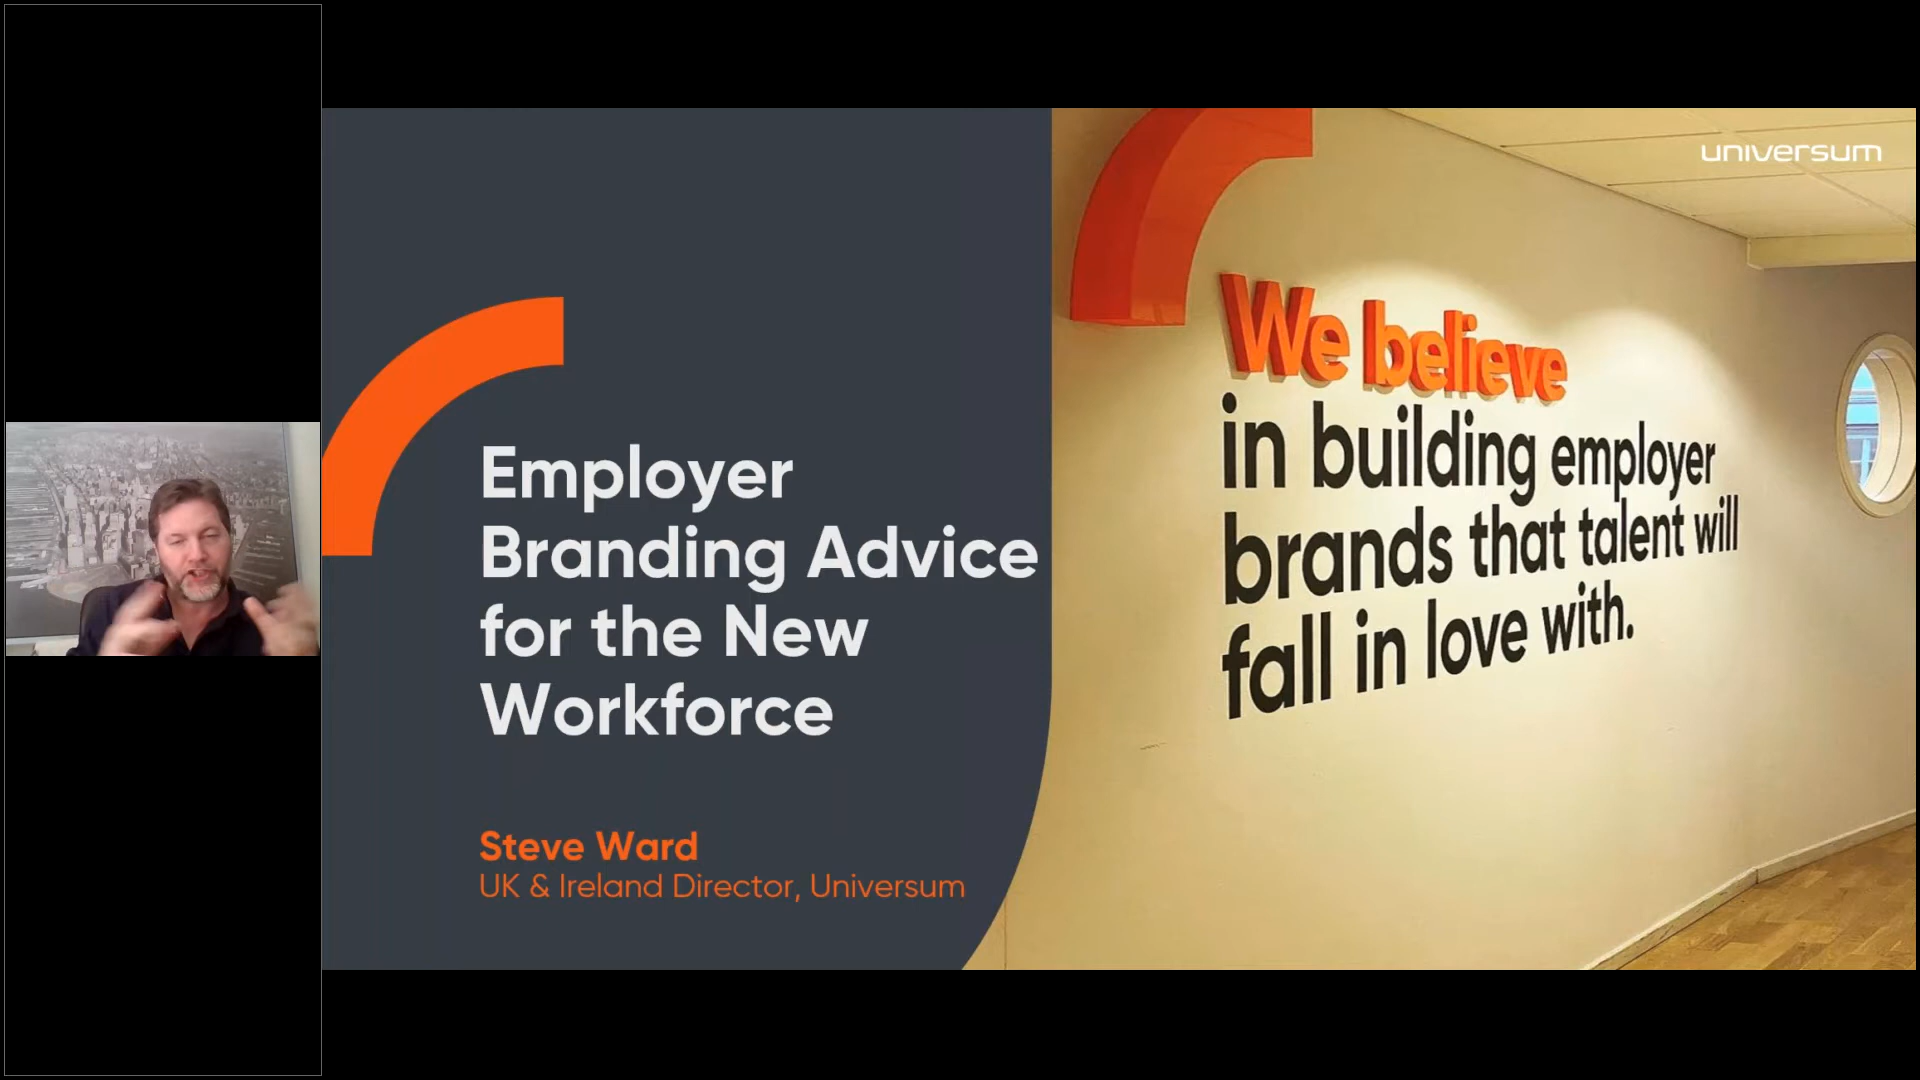 Employer
Branding Advice
for the New
Workforce
Steve Ward
UK & Ireland Director, Universum
universum
We believe
in building employer
brands that talent will
fall in love with.